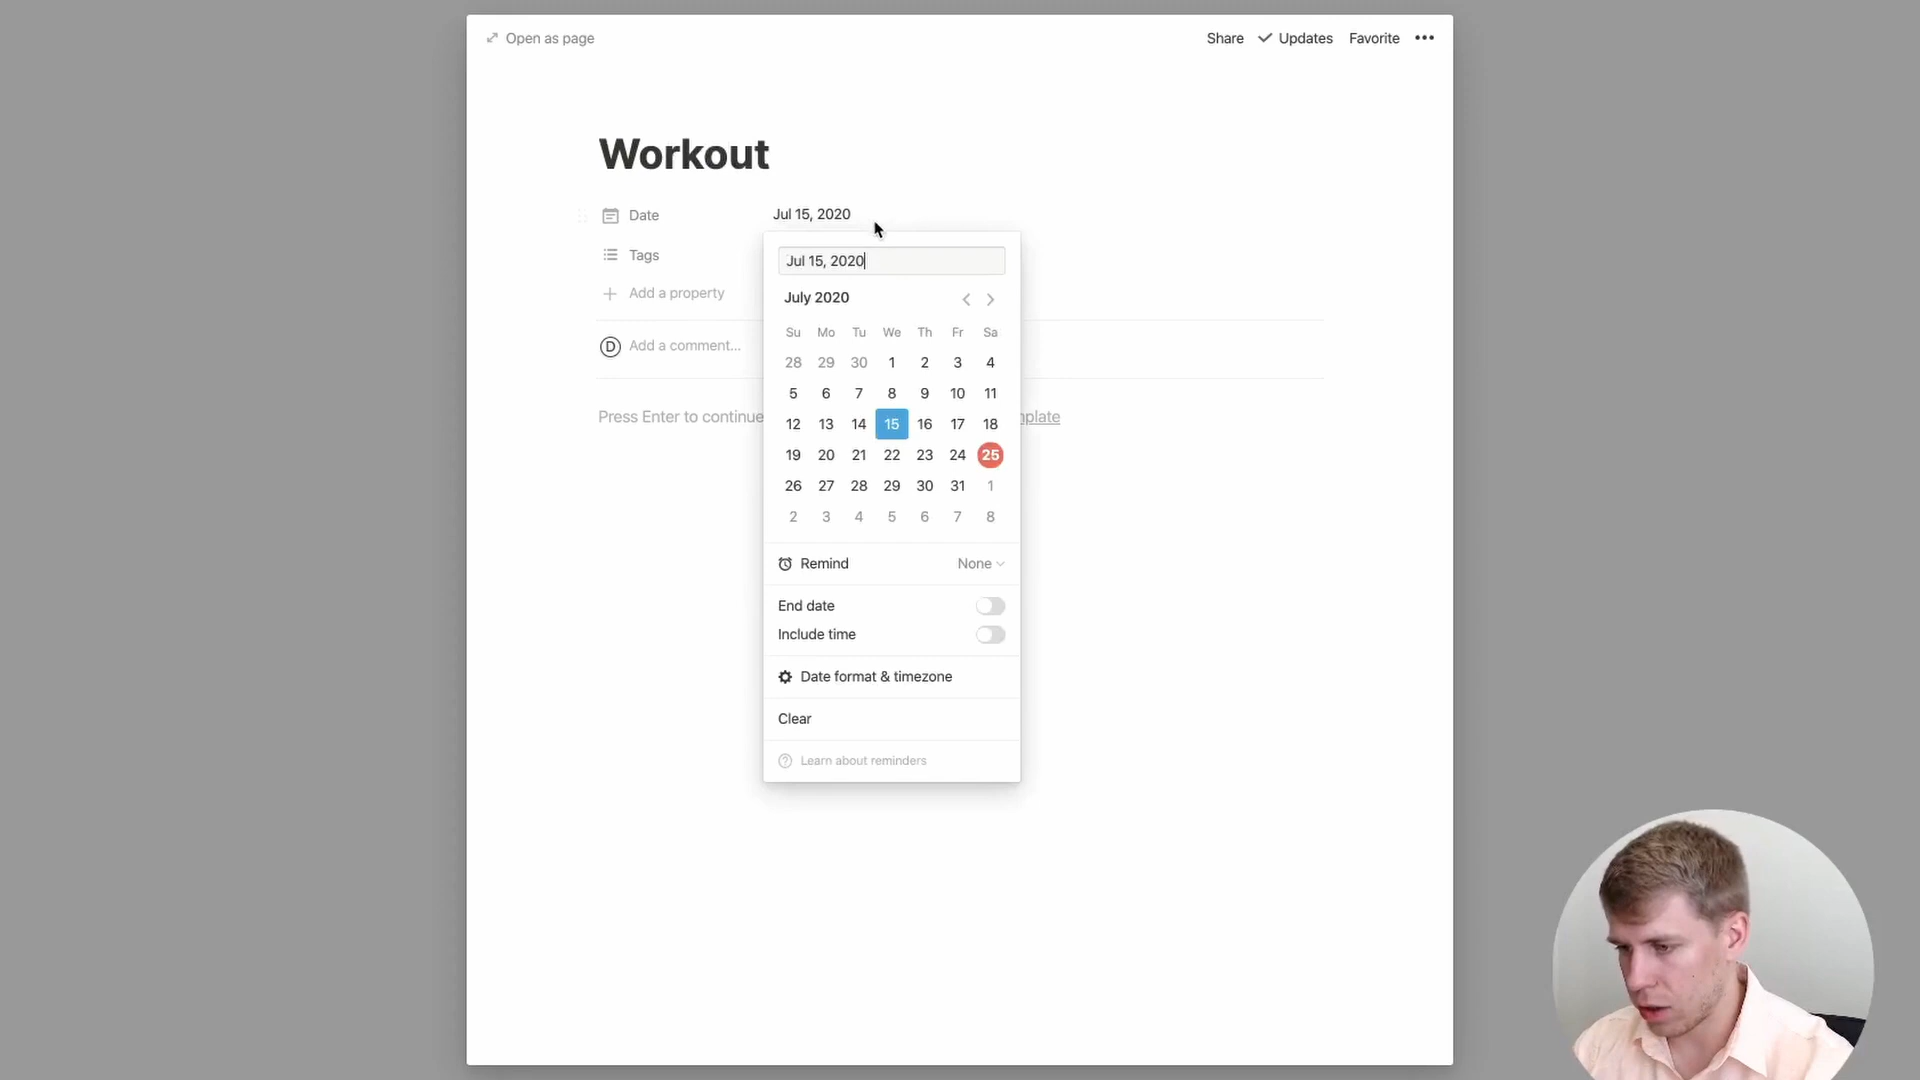 Open as page
Share
Updates
Favorite
Workout
Date
Jul 15, 2020
Tags
Add a property
D
Add a comment...
Press Enter to continue
plate
Jul 15, 2020
July 2020
Su Mo Tu We Th Fr Sa
28 29 30 1 2 3 4
5 6 7 8 9 10 11
12 13 14 15 16 17 18
19 20 21 22 23 24 25
26 27 28 29 30 31 1
2 3 4 5 6 7 8
Remind
None
End date
Include time
Date format & timezone
Clear
Learn about reminders